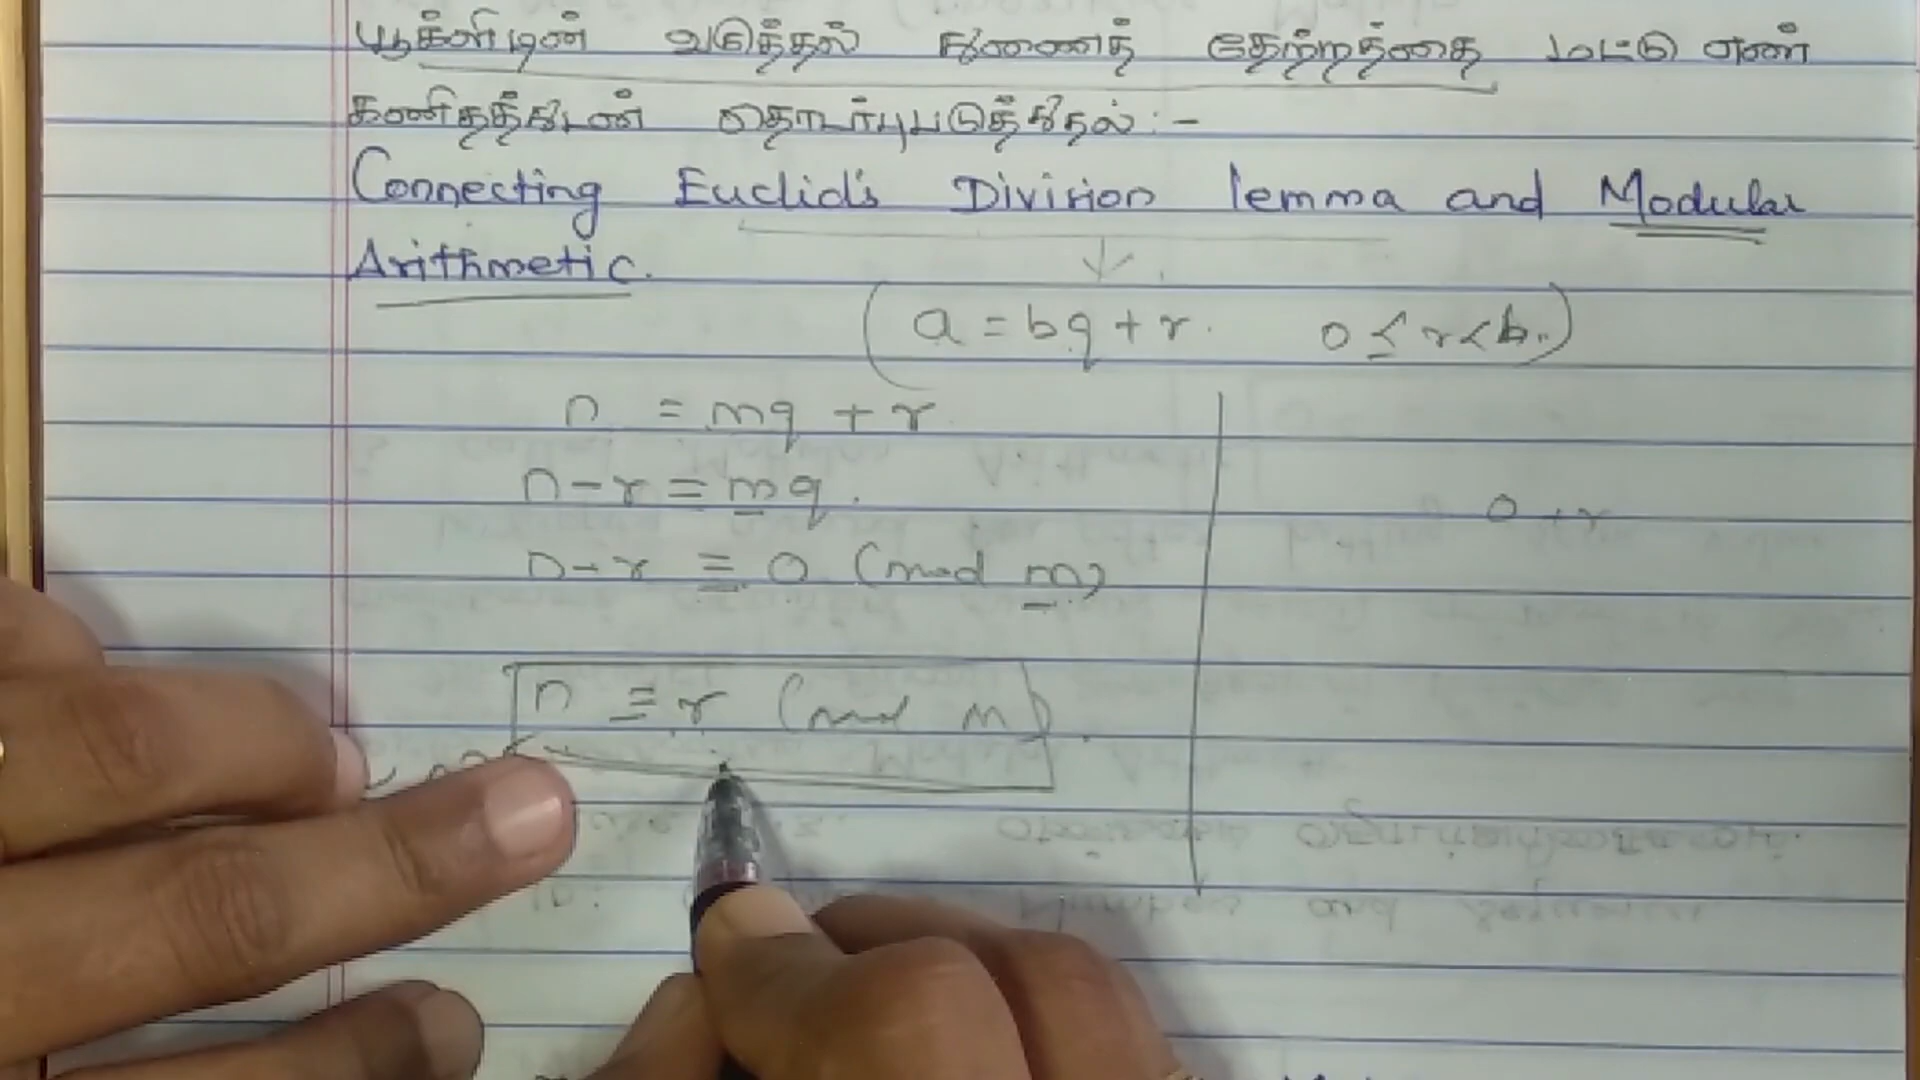 யூக்ளிடின் வகுத்தல் துணைத் தேற்றத்தை மட்டு எண்
கணிதத்துடன் தொடர்புபடுத்துதல் :-
Connecting Euclid's Division lemma and Modular
Arithmetic.
(a = bq + r. 0 ≤ r < b.)
n = mq + r
n - r = mq.
0 + r
n - r ≡ 0 (mod m)
n ≡ r (mod m).